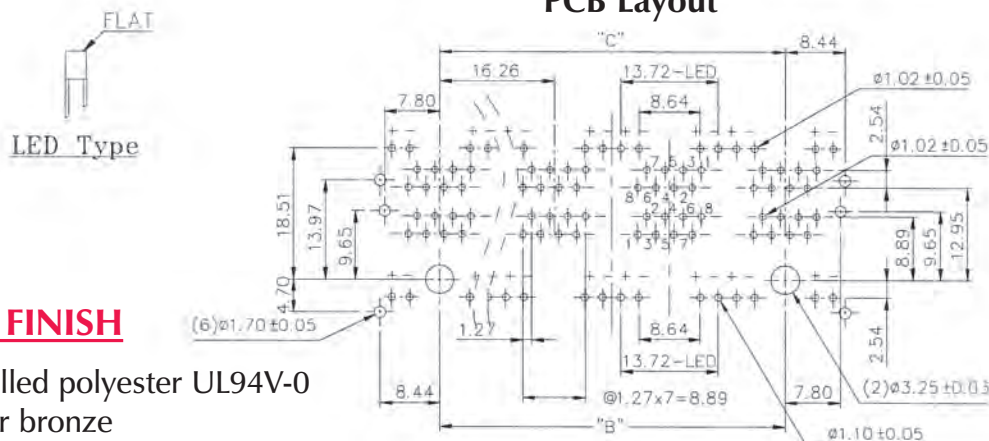 PCB Layout
FLAT
LED Type
"C"
8.44
16.26
13.72-LED
ø1.02±0.05
7.80
8.64
2.54
ø1.02±0.05
7 5 3 1
8 6 4 2
2 4 6 8
1 3 5 7
18.51
13.97
9.65
4.70
8.89
9.65
12.95
FINISH
(6)ø1.70±0.05
1.27
8.64
2.54
13.72-LED
lled polyester UL94V-0
8.44
@1.27x7=8.89
7.80
(2)ø3.25±0.05
r bronze
"B"
ø1.10±0.05